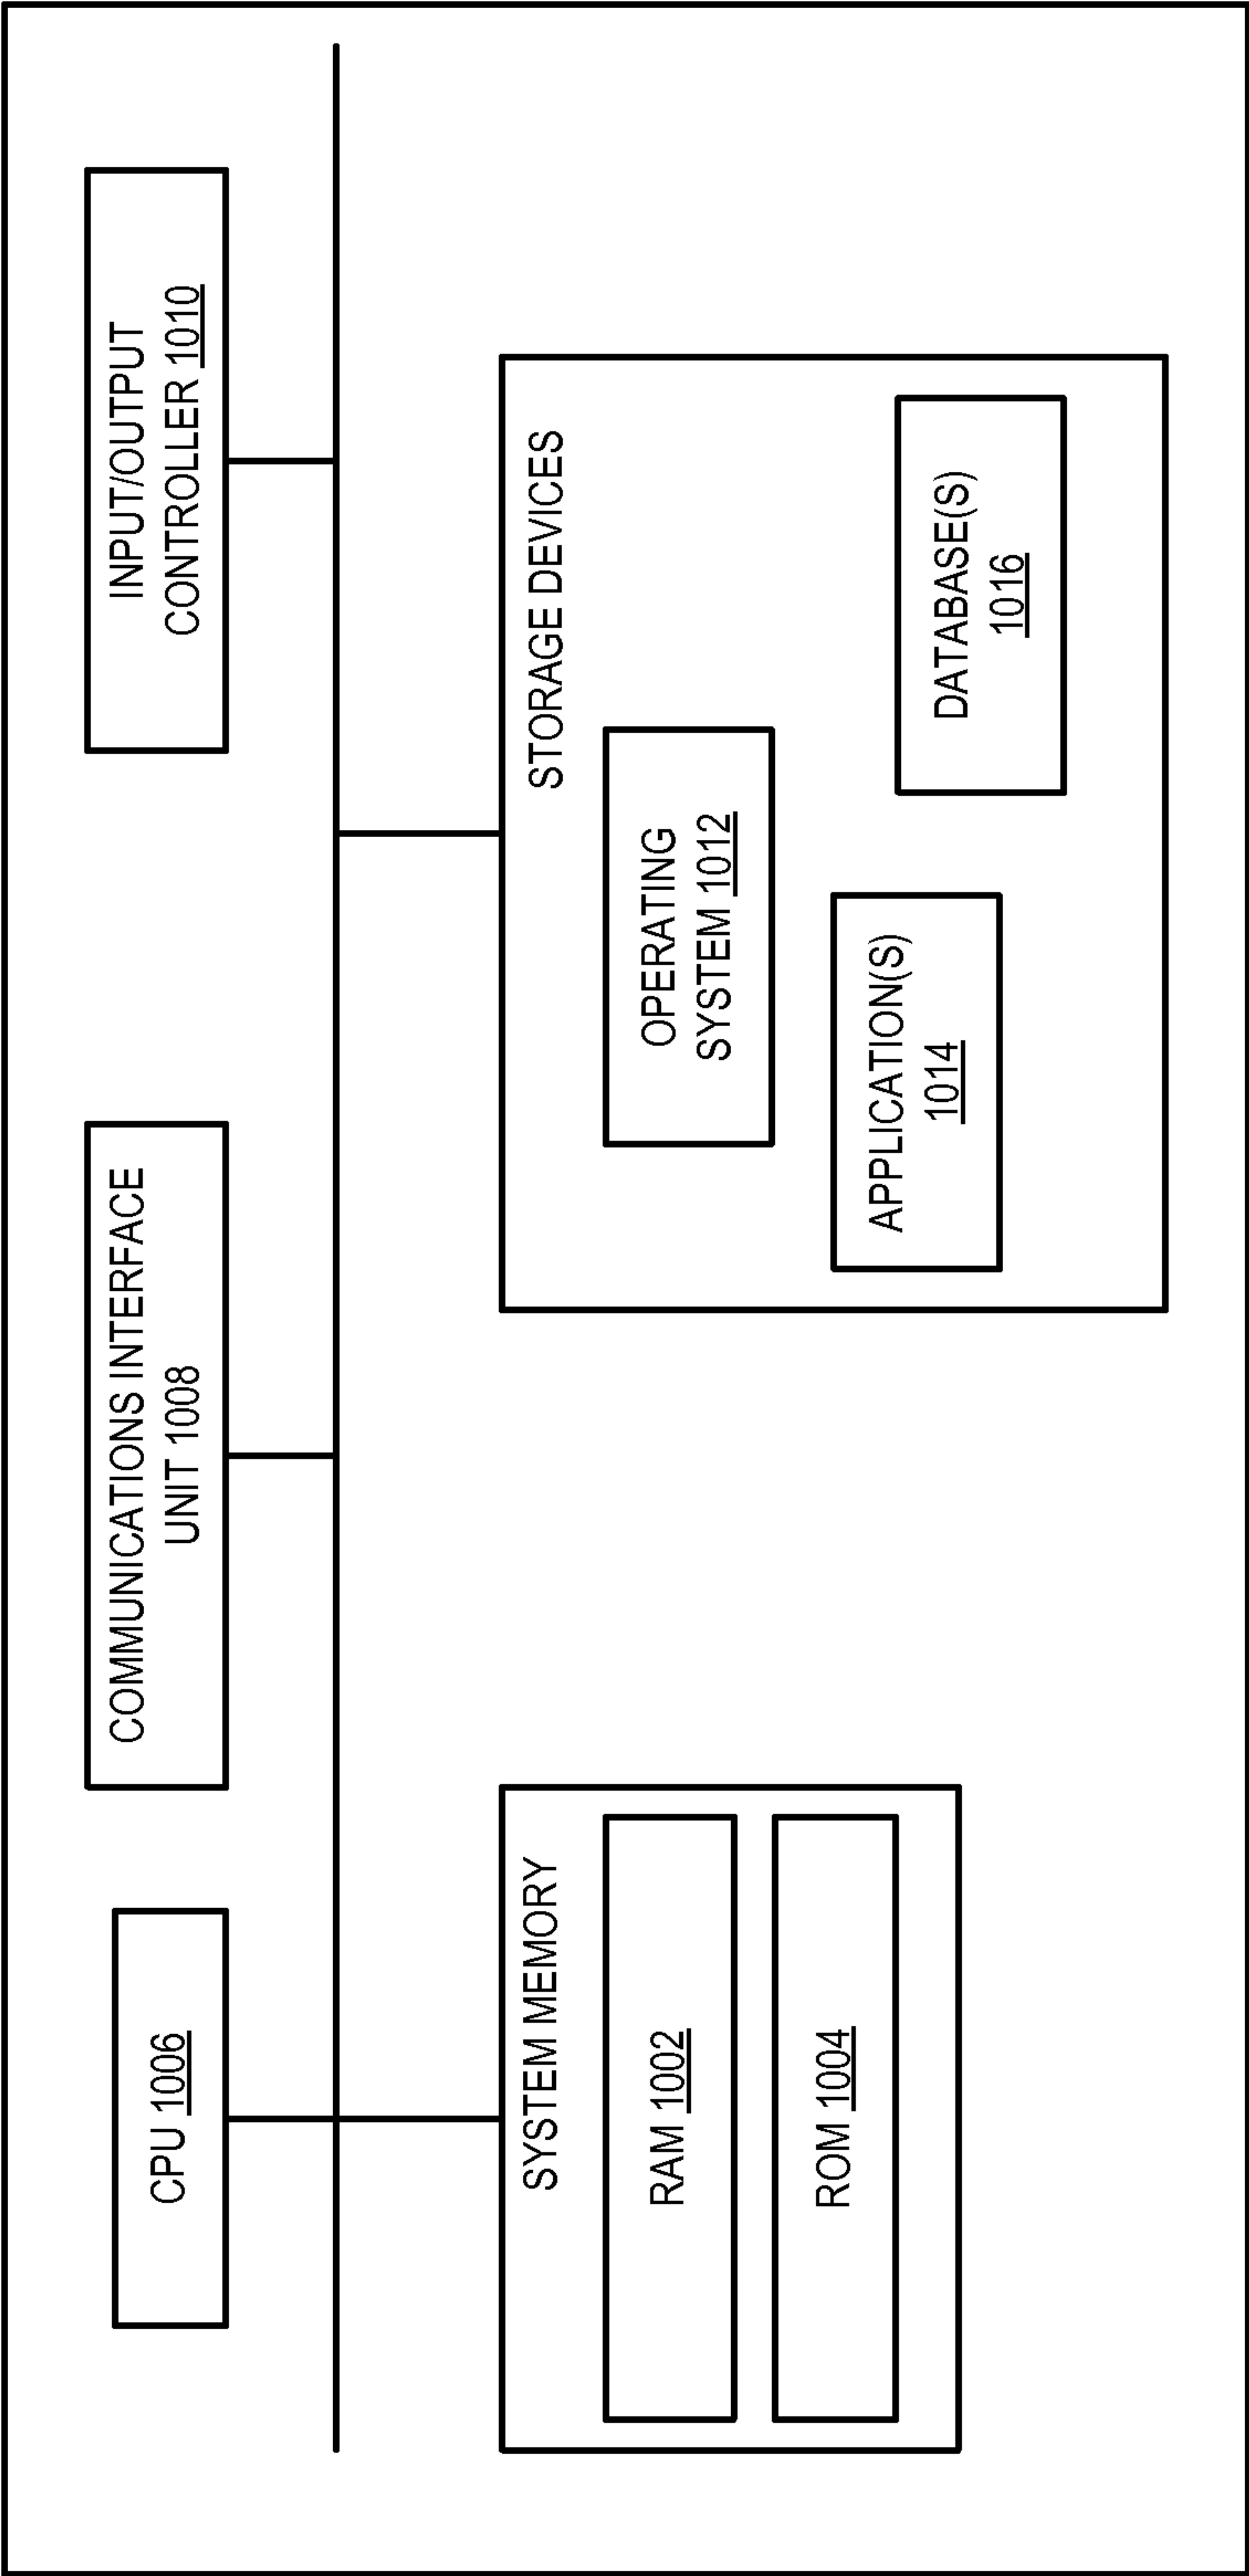 CPU 1006
COMMUNICATIONS INTERFACE
UNIT 1008
INPUT/OUTPUT
CONTROLLER 1010
SYSTEM MEMORY
RAM 1002
ROM 1004
STORAGE DEVICES
OPERATING
SYSTEM 1012
APPLICATION(S)
1014
DATABASE(S)
1016